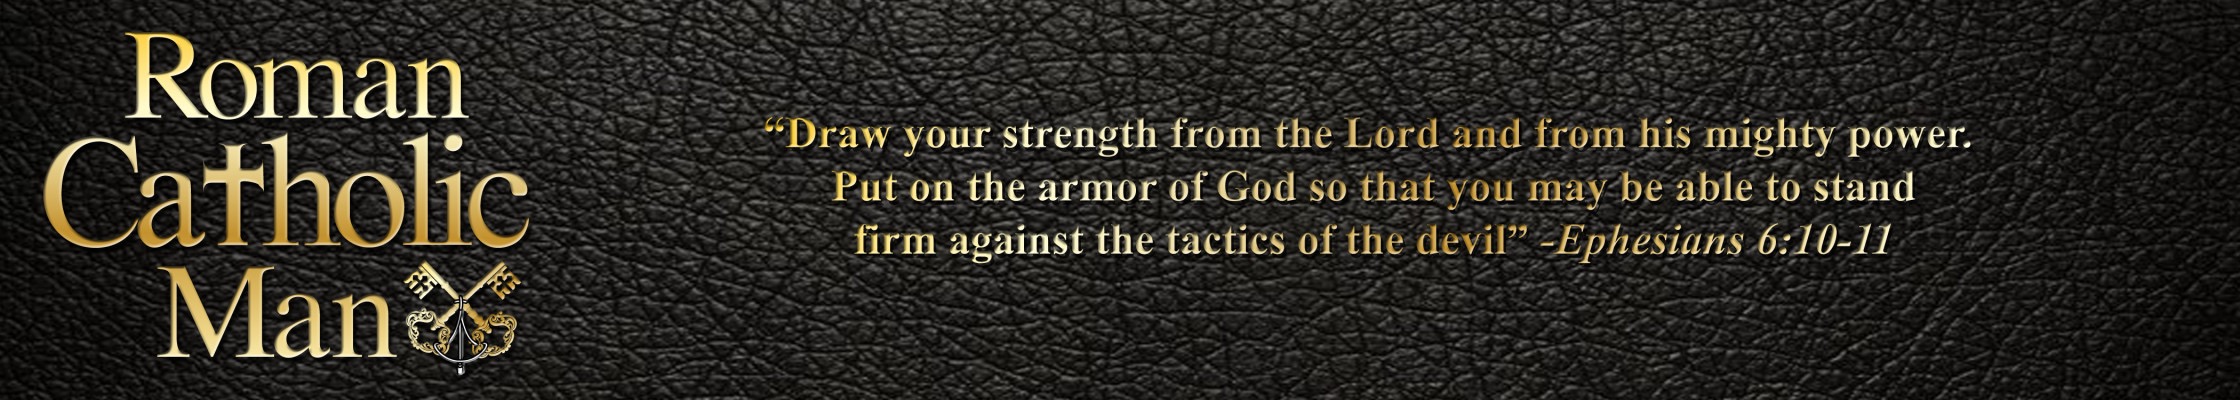 Roman
Catholic
Man
“Draw your strength from the Lord and from his mighty power.
Put on the armor of God so that you may be able to stand
firm against the tactics of the devil” -Ephesians 6:10-11